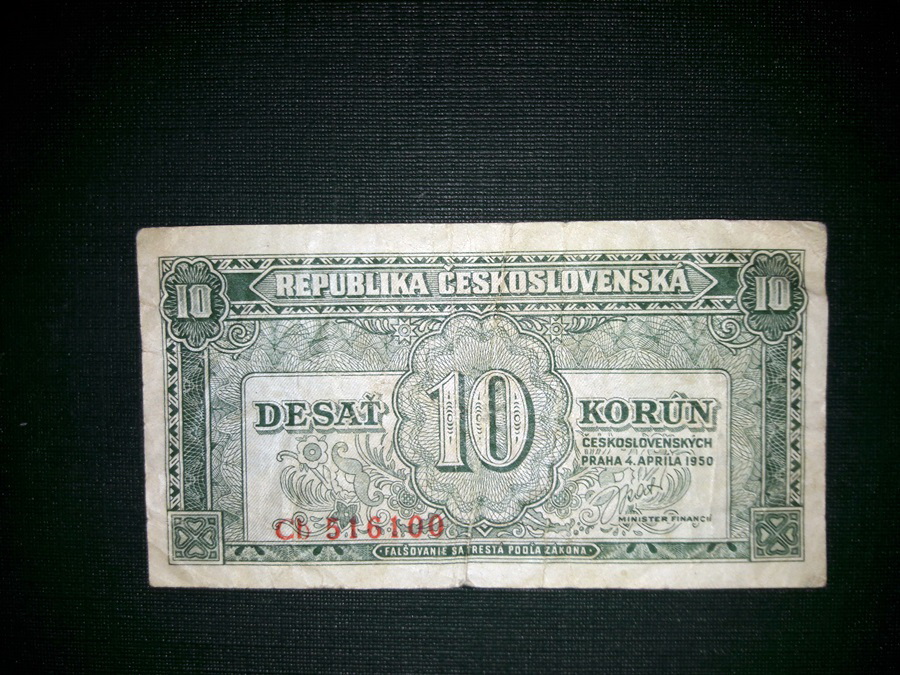 REPUBLIKA ČESKOSLOVENSKÁ
10
10
DESAŤ
10
KORÚN
ČESKOSLOVENSKÝCH
PRAHA 4. APRÍLA 1950
MINISTER FINANCIÍ
Ch 516100
FALŠOVANIE SA TRESTÁ PODĽA ZÁKONA